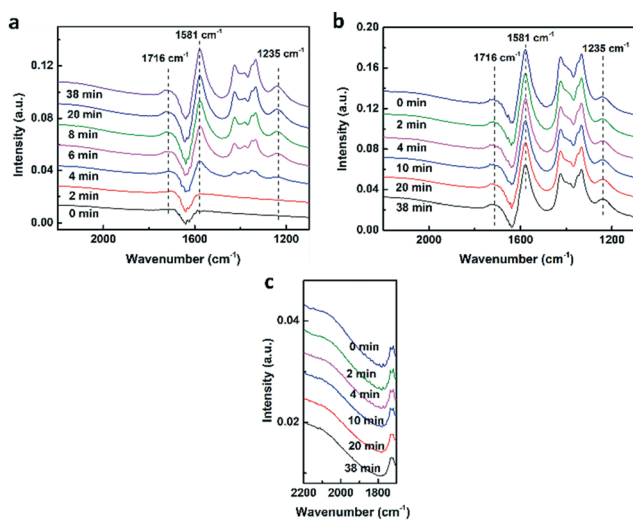 a
1581 cm⁻¹
1716 cm⁻¹
1235 cm⁻¹
0.12
0.08
0.04
0.00
38 min
20 min
8 min
6 min
4 min
2 min
0 min
2000
1600
1200
Wavenumber (cm⁻¹)
Intensity (a.u.)
b
1581 cm⁻¹
1716 cm⁻¹
1235 cm⁻¹
0.20
0.16
0.12
0.08
0.04
0.00
0 min
2 min
4 min
10 min
20 min
38 min
2000
1600
1200
Wavenumber (cm⁻¹)
Intensity (a.u.)
c
0.04
0.02
0 min
2 min
4 min
10 min
20 min
38 min
2200
2000
1800
Wavenumber (cm⁻¹)
Intensity (a.u.)